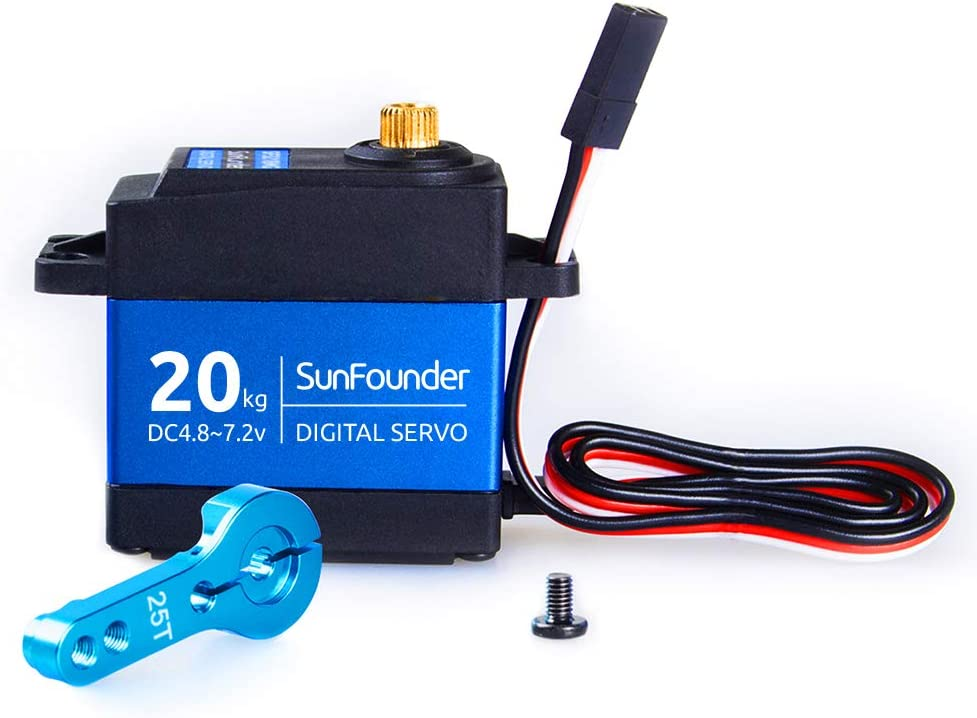 20kg
DC4.8~7.2v
SunFounder
DIGITAL SERVO
25T